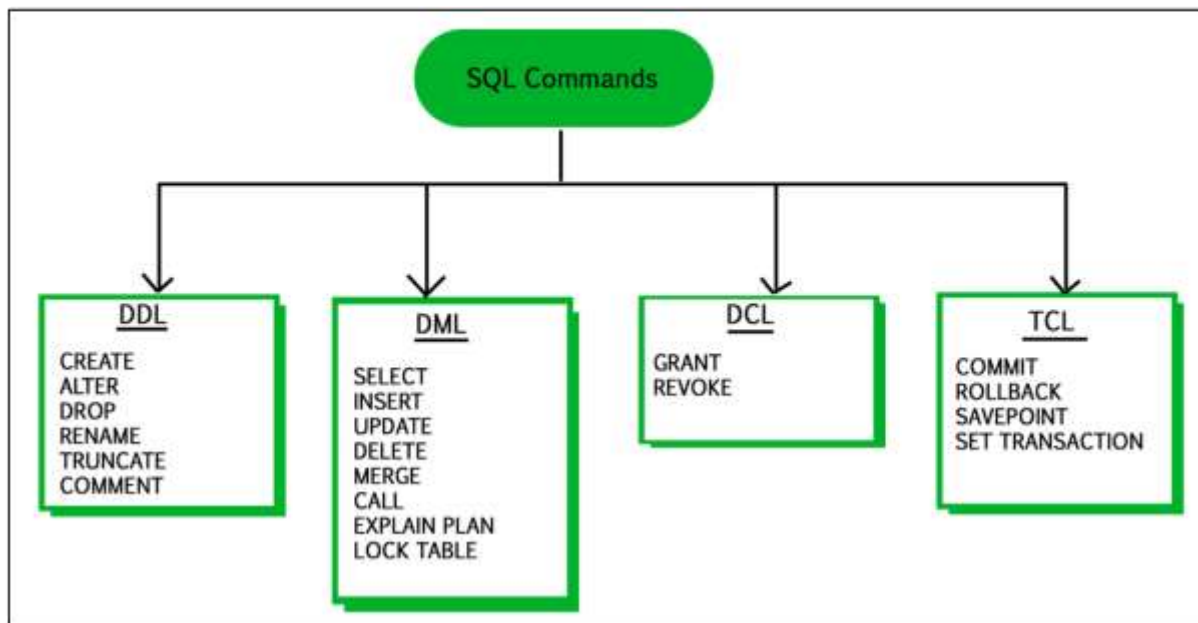 SQL Commands
DDL
CREATE
ALTER
DROP
RENAME
TRUNCATE
COMMENT
DML
SELECT
INSERT
UPDATE
DELETE
MERGE
CALL
EXPLAIN PLAN
LOCK TABLE
DCL
GRANT
REVOKE
TCL
COMMIT
ROLLBACK
SAVEPOINT
SET TRANSACTION